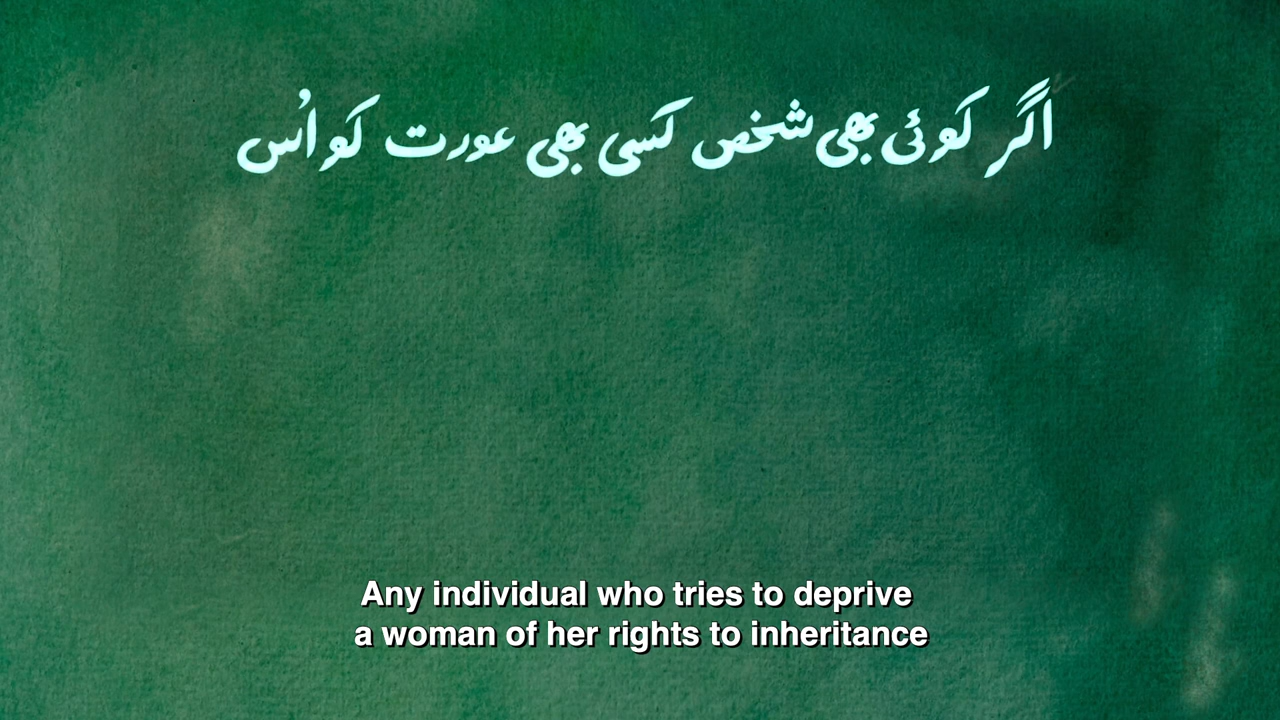 اگر کوئی بھی شخص کسی بھی عورت کو اُس
Any individual who tries to deprive
a woman of her rights to inheritance